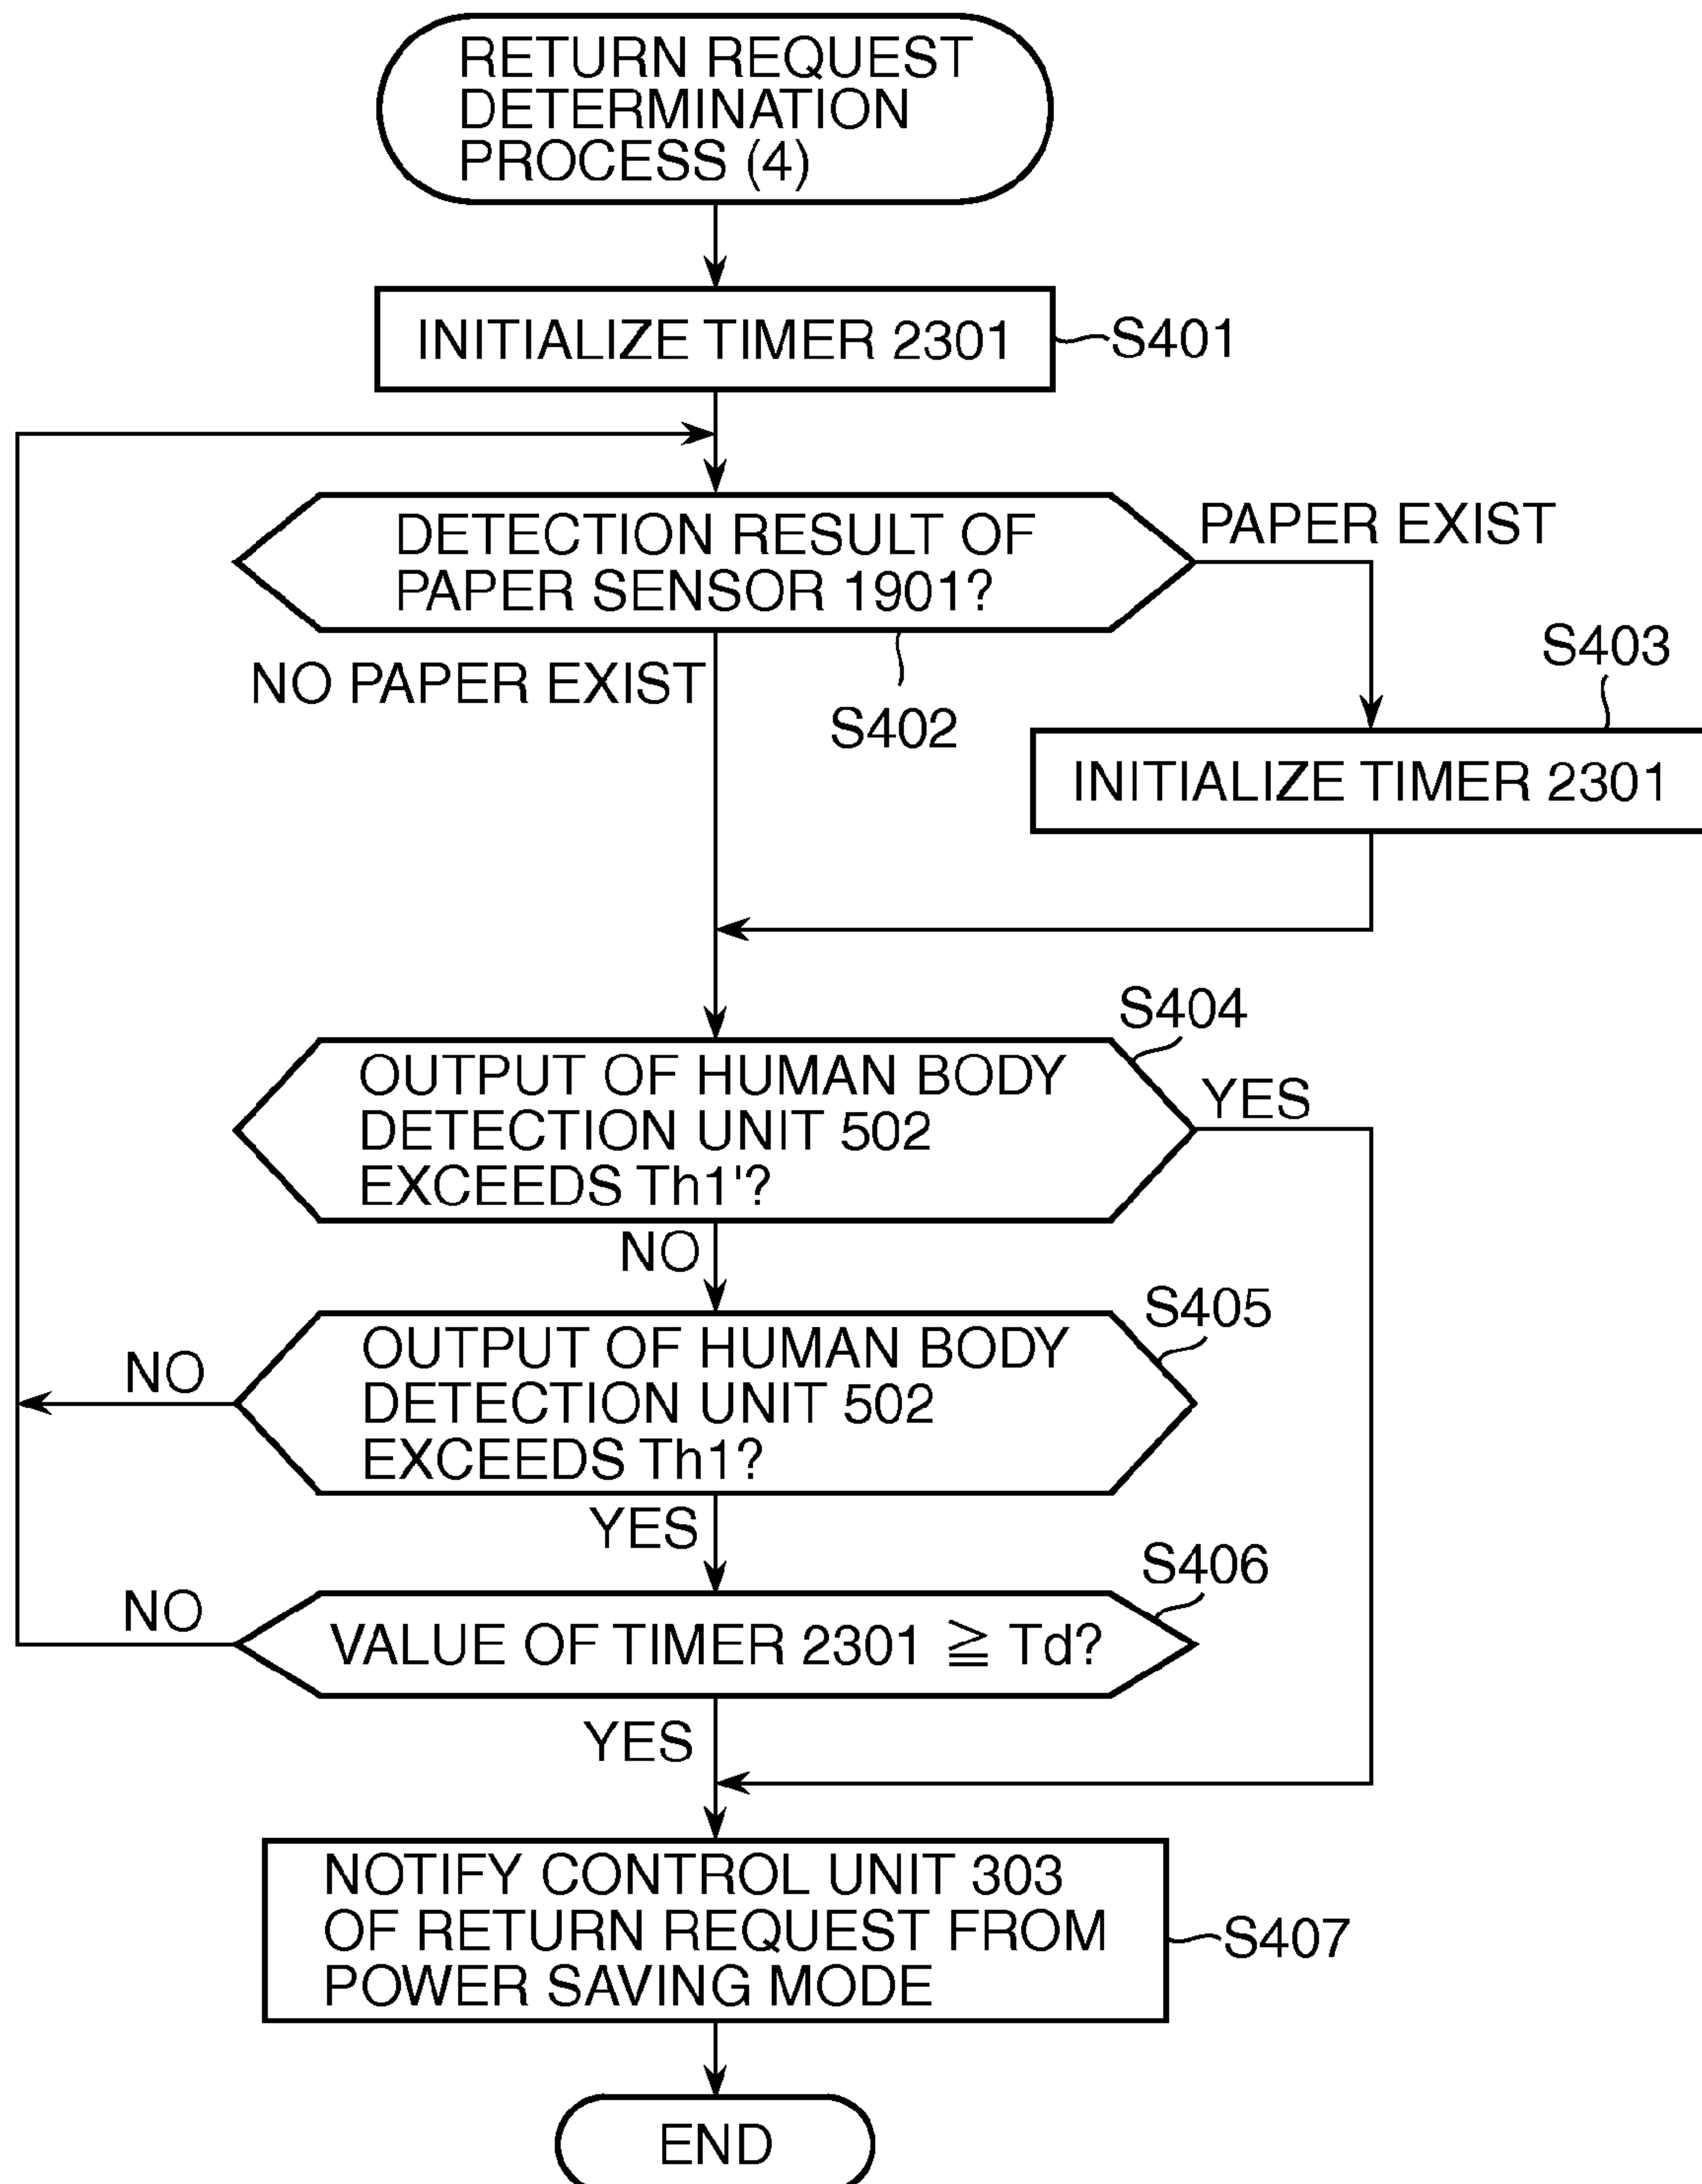 RETURN REQUEST
DETERMINATION
PROCESS (4)
INITIALIZE TIMER 2301
S401
DETECTION RESULT OF
PAPER SENSOR 1901?
PAPER EXIST
NO PAPER EXIST
S402
S403
INITIALIZE TIMER 2301
S404
OUTPUT OF HUMAN BODY
DETECTION UNIT 502
EXCEEDS Th1'?
YES
NO
S405
OUTPUT OF HUMAN BODY
DETECTION UNIT 502
EXCEEDS Th1?
NO
YES
S406
VALUE OF TIMER 2301 ≧ Td?
NO
YES
NOTIFY CONTROL UNIT 303
OF RETURN REQUEST FROM
POWER SAVING MODE
S407
END